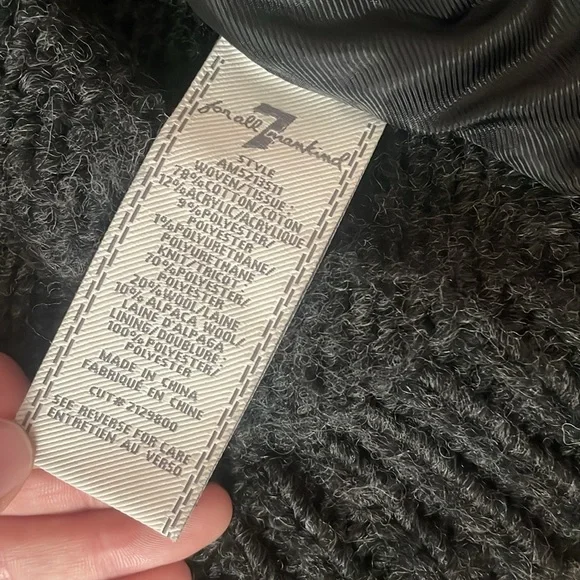 7
for all mankind
STYLE
AM5213511
WOVEN/TISSUE
78%COTTON/COTON
12%ACRYLIC/ACRYLIQUE
9%POLYESTER/
POLYESTER
1%POLYURETHANE/
POLYURETHANE
KNIT/TRICOT
70%POLYESTER/
POLYESTER
20%WOOL/LAINE
10% ALPACA WOOL/
LAINE D'ALPAGA
LINING/DOUBLURE
100%POLYESTER/
POLYESTER
MADE IN CHINA
FABRIQUÉ EN CHINE
CUT# 2129800
SEE REVERSE FOR CARE
ENTRETIEN AU VERSO